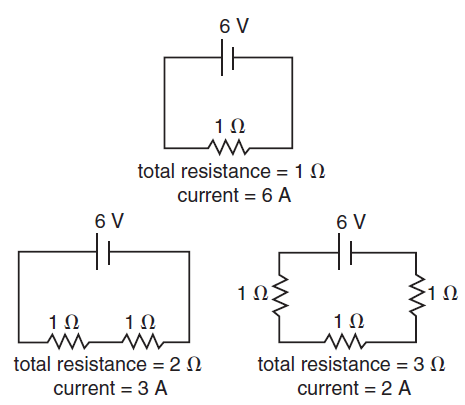 6 V
1 Ω
total resistance = 1 Ω
current = 6 A
6 V
1 Ω
1 Ω
total resistance = 2 Ω
current = 3 A
6 V
1 Ω
1 Ω
1 Ω
total resistance = 3 Ω
current = 2 A